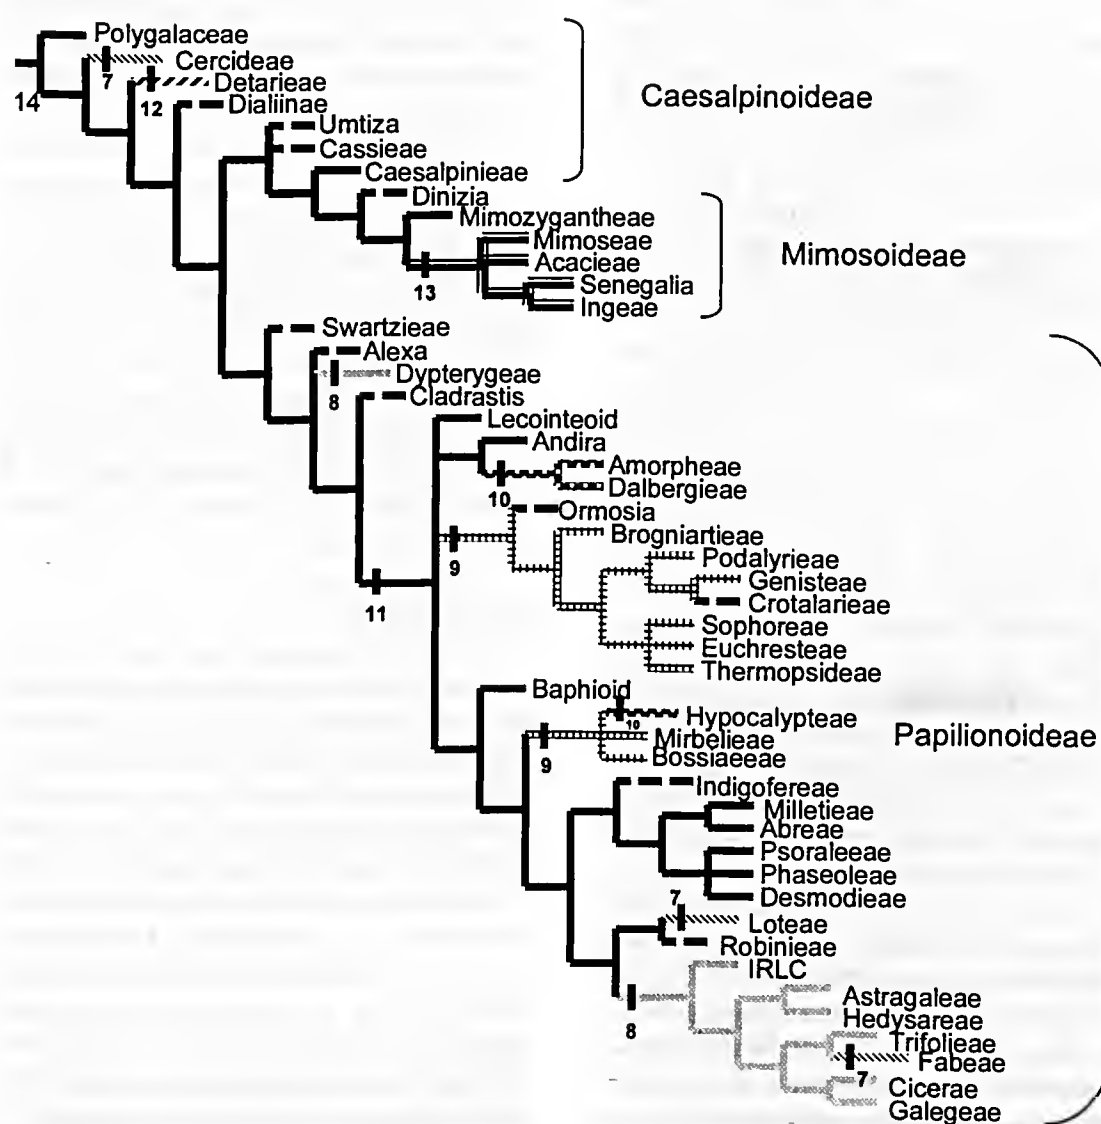 Polygalaceae
Cercideae
7
Detarieae
14
12
Dialiinae
Caesalpinoideae
Umtiza
Cassieae
Caesalpinieae
Dinizia
Mimozygantheae
Mimoseae
Mimosoideae
Acacieae
13
Senegalia
Ingeae
Swartzieae
Alexa
Dypterygeae
8
Cladrastis
Lecointeoid
Andira
Amorpheae
10
Dalbergieae
Ormosia
Brogniartieae
9
Podalyrieae
Genisteae
11
Crotalarieae
Sophoreae
Euchresteae
Thermopsideae
Baphioid
Hypocalypteae
10
Papilionoideae
Mirbelieae
9
Bossiaeeae
Indigofereae
Milletieae
Abreae
Psoraleeae
Phaseoleae
Desmodieae
7
Loteae
Robinieae
IRLC
Astragaleae
8
Hedysareae
Trifolieae
Fabeae
7
Cicerae
Galegeae